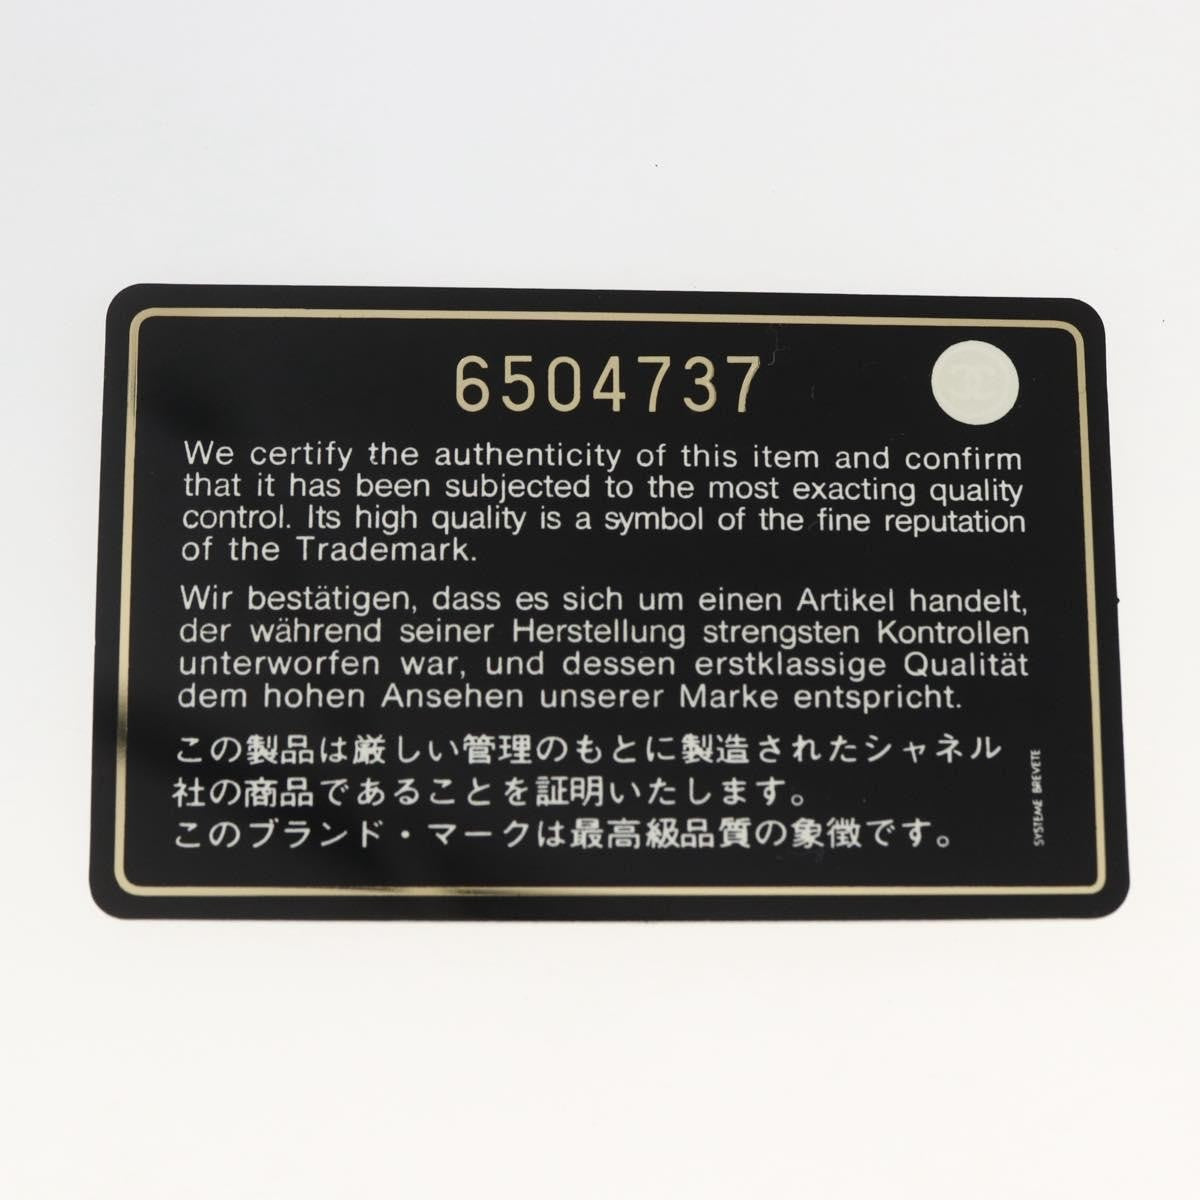 6504737
We certify the authenticity of this item and confirm
that it has been subjected to the most exacting quality
control. Its high quality is a symbol of the fine reputation
of the Trademark.
Wir bestätigen, dass es sich um einen Artikel handelt,
der während seiner Herstellung strengsten Kontrollen
unterworfen war, und dessen erstklassige Qualität
dem hohen Ansehen unserer Marke entspricht.
この製品は厳しい管理のもとに製造されたシャネル
社の商品であることを証明いたします。
このブランド・マークは最高級品質の象徴です。
SYSTEME BREVETE